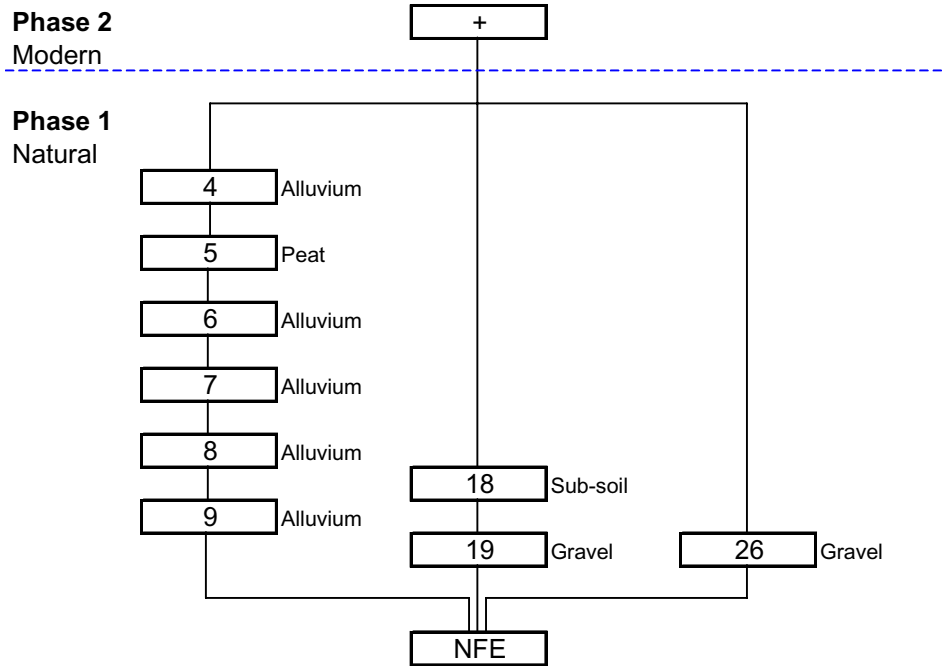 Phase 2
Modern
+
Phase 1
Natural
4 Alluvium
5 Peat
6 Alluvium
7 Alluvium
8 Alluvium
18 Sub-soil
9 Alluvium
19 Gravel
26 Gravel
NFE